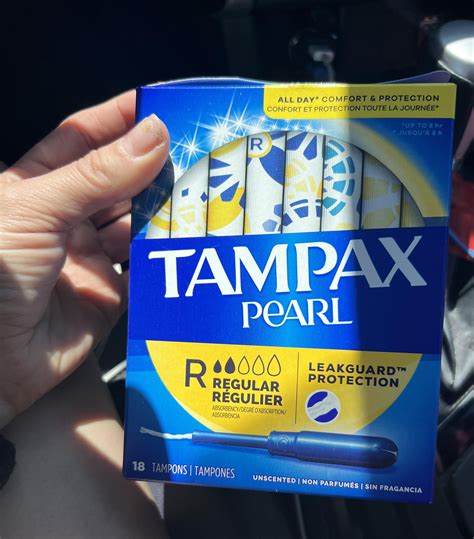 ALL DAY* COMFORT & PROTECTION
CONFORT ET PROTECTION TOUTE LA JOURNÉE*
*UP TO 8 hr
*JUSQU'À 8 h
R
TAMPAX
PEARL
R
REGULAR
RÉGULIER
ABSORBENCY/DEGRÉ D'ABSORPTION/
ABSORBENCIA
LEAKGUARD™
PROTECTION
18 TAMPONS | TAMPONES
UNSCENTED | NON PARFUMÉS | SIN FRAGANCIA